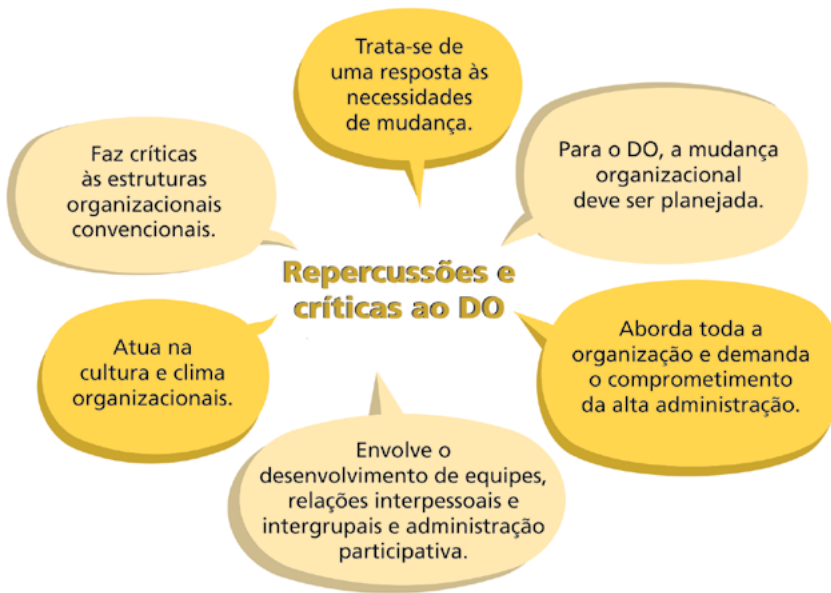 Trata-se de
uma resposta às
necessidades
de mudança.
Faz críticas
às estruturas
organizacionais
convencionais.
Para o DO, a mudança
organizacional
deve ser planejada.
Repercussões e
críticas ao DO
Atua na
cultura e clima
organizacionais.
Aborda toda a
organização e demanda
o comprometimento
da alta administração.
Envolve o
desenvolvimento de equipes,
relações interpessoais e
intergrupais e administração
participativa.